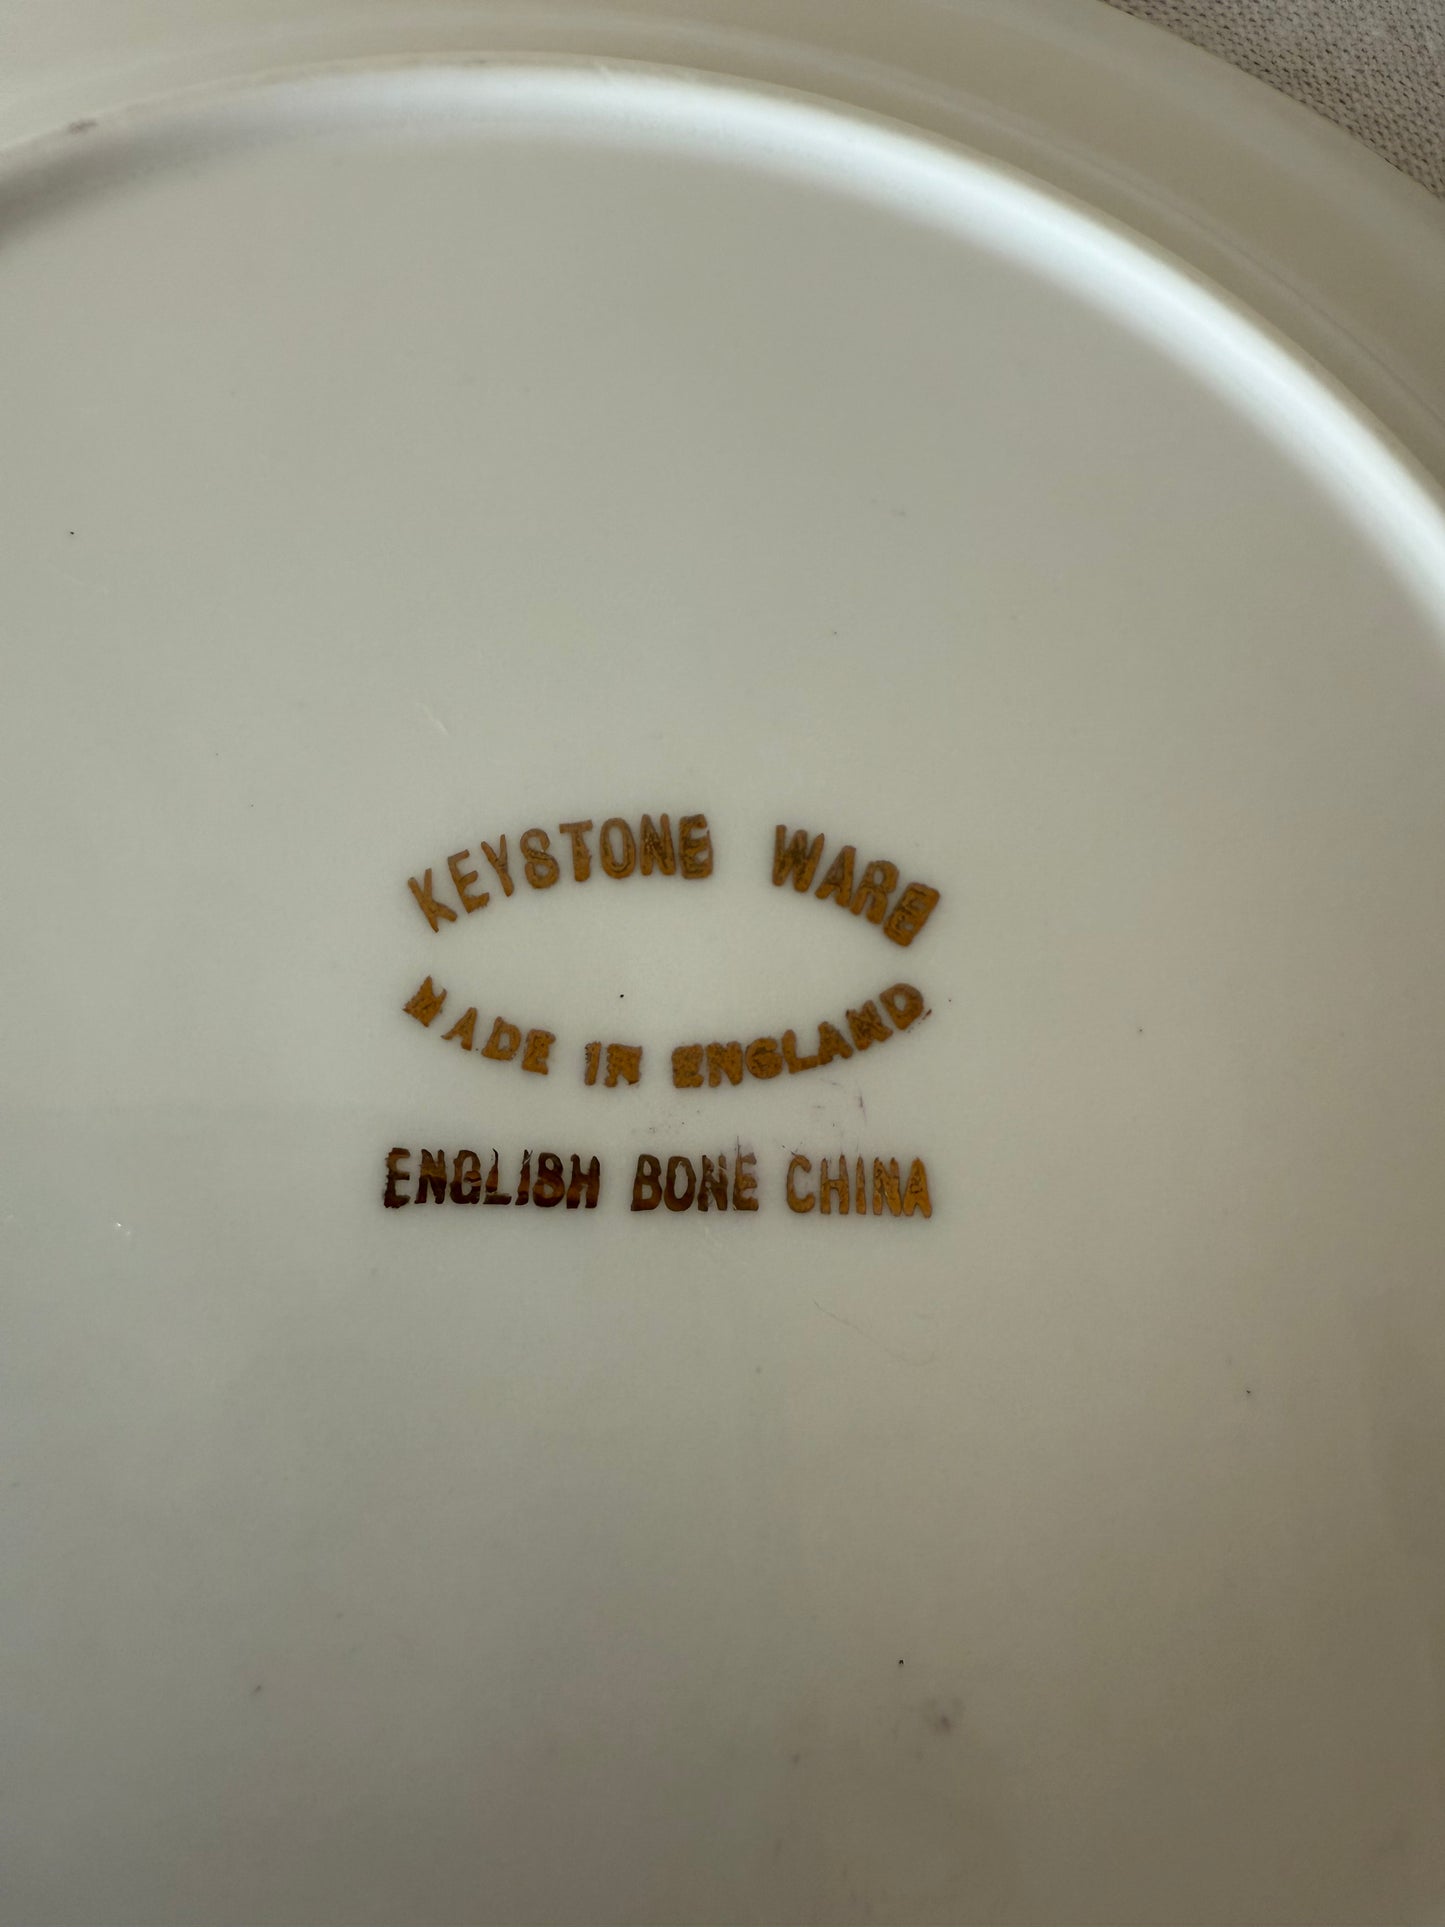 KEYSTONE WARE
MADE IN ENGLAND
ENGLISH BONE CHINA